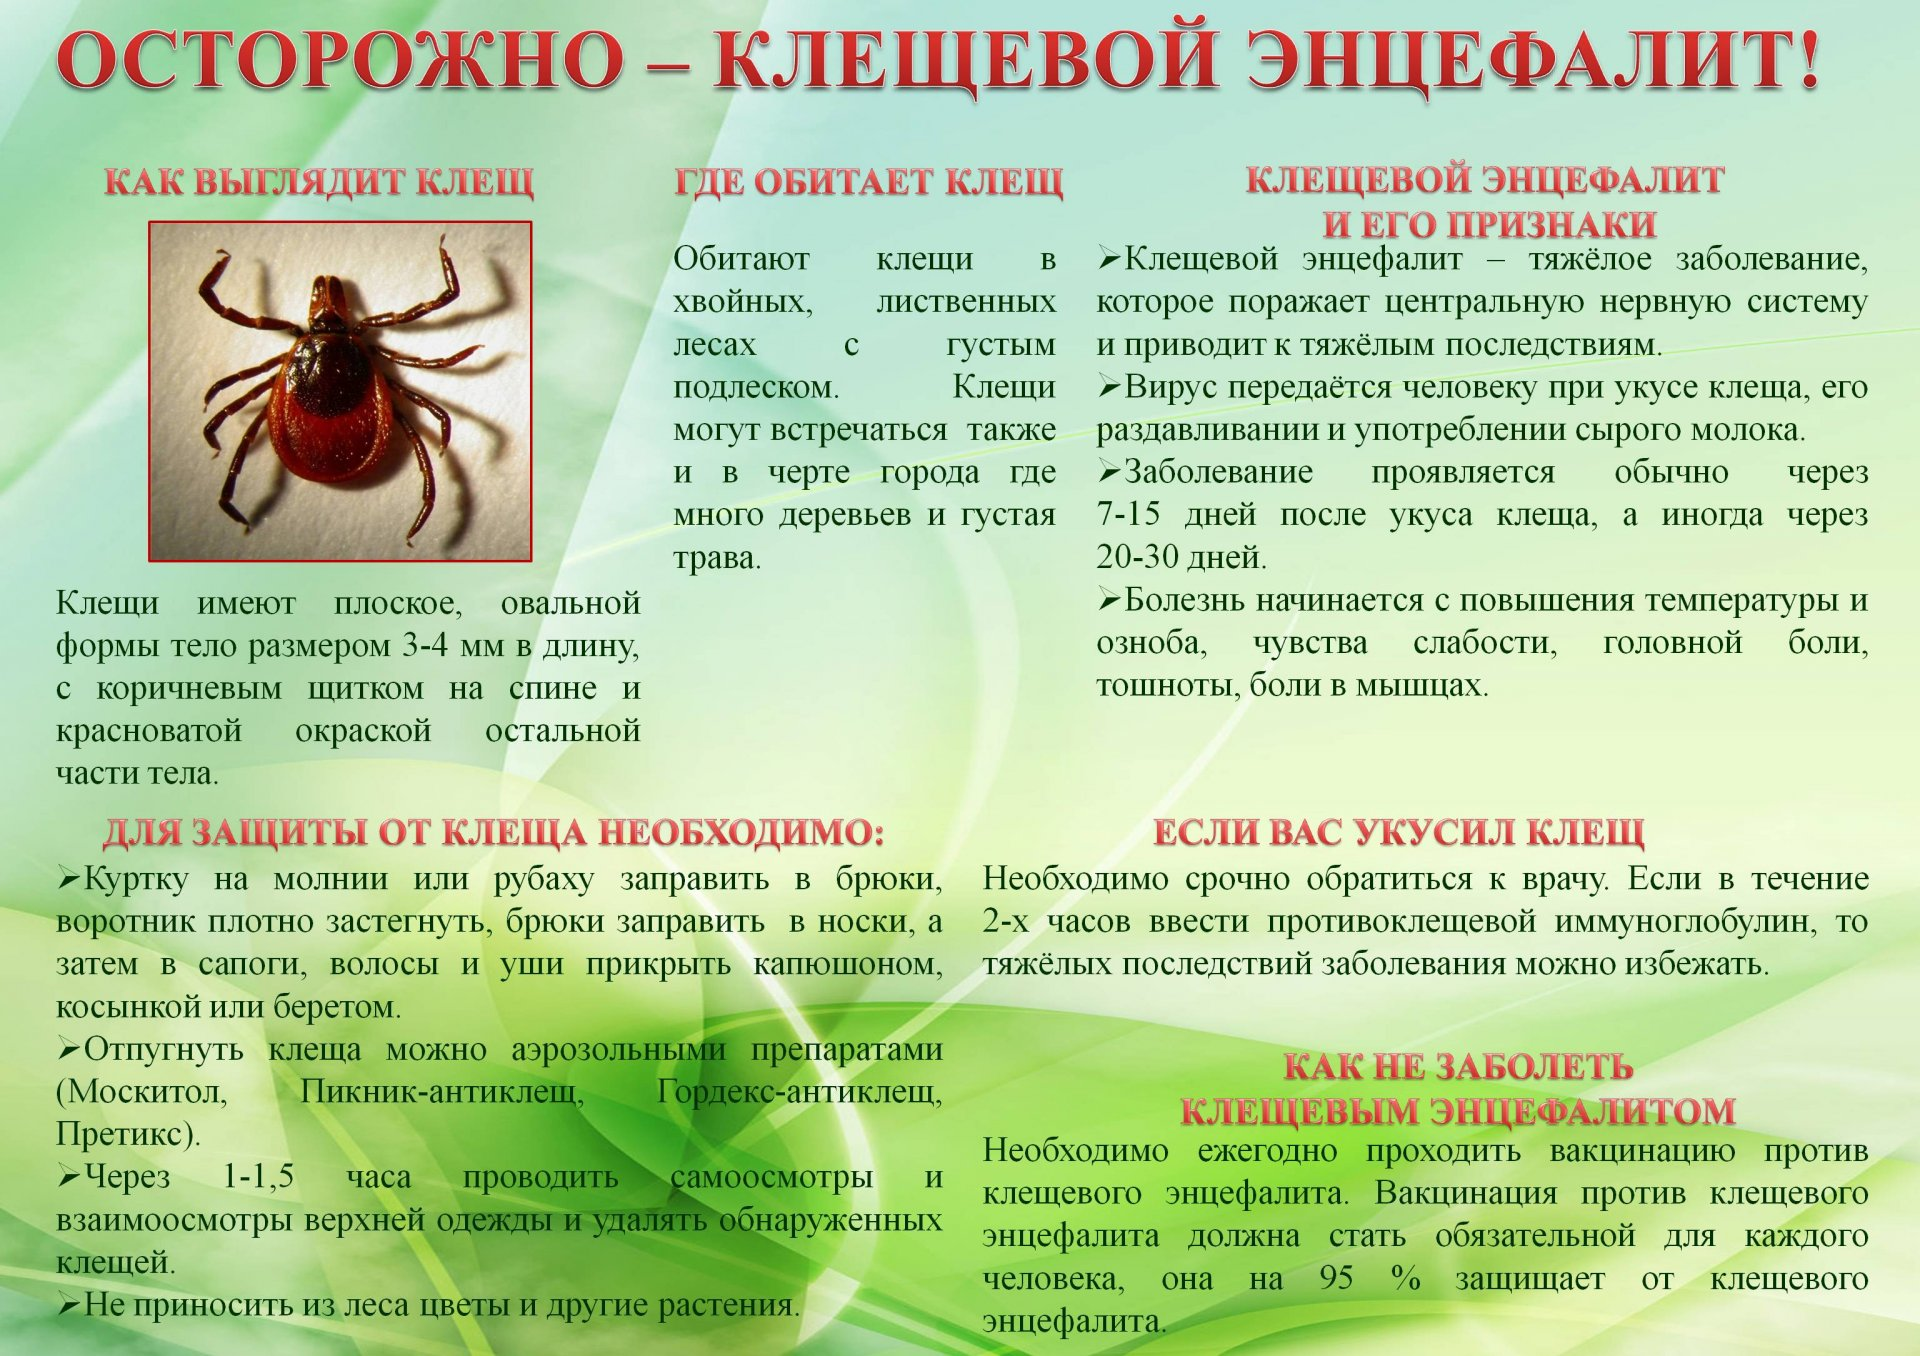 ОСТОРОЖНО – КЛЕЩЕВОЙ ЭНЦЕФАЛИТ!
КАК ВЫГЛЯДИТ КЛЕЩ
Клещи имеют плоское, овальной
формы тело размером 3-4 мм в длину,
с коричневым щитком на спине и
красноватой окраской остальной
части тела.
ГДЕ ОБИТАЕТ КЛЕЩ
Обитают клещи в
хвойных, лиственных
лесах с густым
подлеском. Клещи
могут встречаться также
и в черте города где
много деревьев и густая
трава.
КЛЕЩЕВОЙ ЭНЦЕФАЛИТ
И ЕГО ПРИЗНАКИ
➢Клещевой энцефалит – тяжёлое заболевание,
которое поражает центральную нервную систему
и приводит к тяжёлым последствиям.
➢Вирус передаётся человеку при укусе клеща, его
раздавливании и употреблении сырого молока.
➢Заболевание проявляется обычно через
7-15 дней после укуса клеща, а иногда через
20-30 дней.
➢Болезнь начинается с повышения температуры и
озноба, чувства слабости, головной боли,
тошноты, боли в мышцах.
ДЛЯ ЗАЩИТЫ ОТ КЛЕЩА НЕОБХОДИМО:
➢Куртку на молнии или рубаху заправить в брюки,
воротник плотно застегнуть, брюки заправить в носки, а
затем в сапоги, волосы и уши прикрыть капюшоном,
косынкой или беретом.
➢Отпугнуть клеща можно аэрозольными препаратами
(Москитол, Пикник-антиклещ, Гордекс-антиклещ,
Претикс).
➢Через 1-1,5 часа проводить самоосмотры и
взаимоосмотры верхней одежды и удалять обнаруженных
клещей.
➢Не приносить из леса цветы и другие растения.
ЕСЛИ ВАС УКУСИЛ КЛЕЩ
Необходимо срочно обратиться к врачу. Если в течение
2-х часов ввести противоклещевой иммуноглобулин, то
тяжёлых последствий заболевания можно избежать.
КАК НЕ ЗАБОЛЕТЬ
КЛЕЩЕВЫМ ЭНЦЕФАЛИТОМ
Необходимо ежегодно проходить вакцинацию против
клещевого энцефалита. Вакцинация против клещевого
энцефалита должна стать обязательной для каждого
человека, она на 95 % защищает от клещевого
энцефалита.